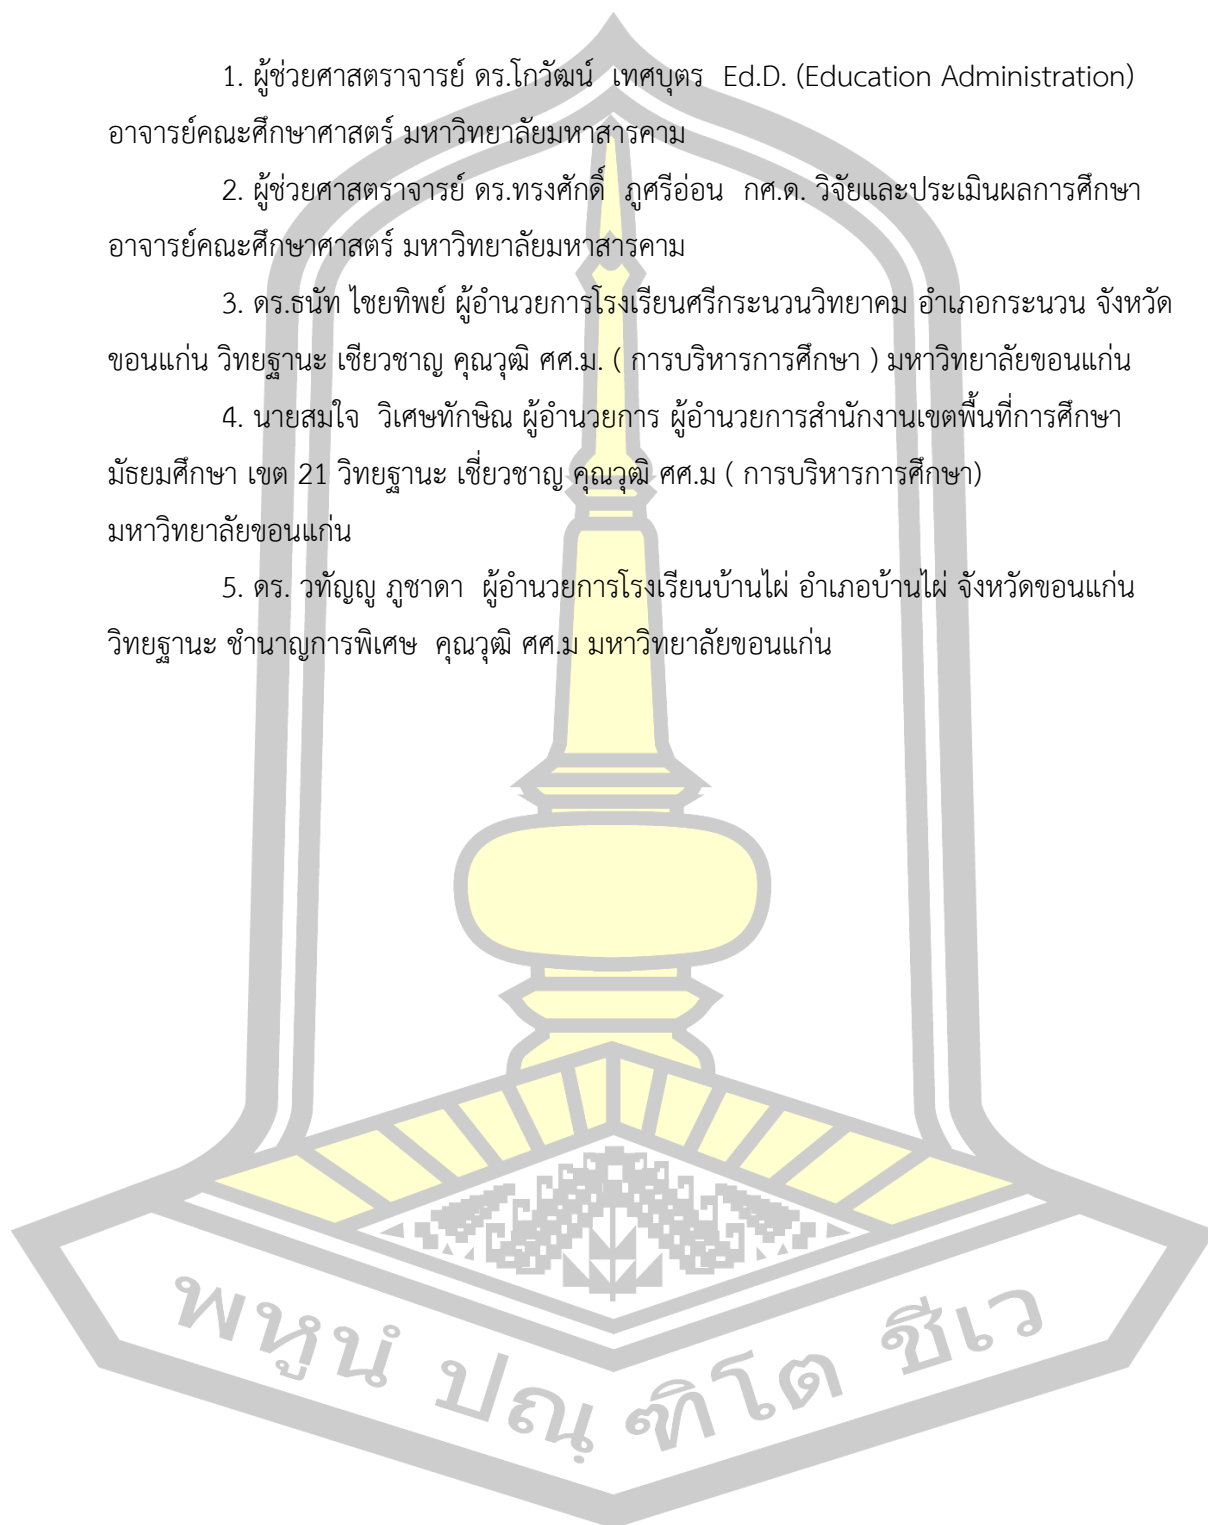 1. ผู้ช่วยศาสตราจารย์ ดร.โกวัฒน์  เทศบุตร  Ed.D. (Education Administration)
อาจารย์คณะศึกษาศาสตร์ มหาวิทยาลัยมหาสารคาม
2. ผู้ช่วยศาสตราจารย์ ดร.ทรงศักดิ์  ภูศรีอ่อน  กศ.ด. วิจัยและประเมินผลการศึกษา
อาจารย์คณะศึกษาศาสตร์ มหาวิทยาลัยมหาสารคาม
3. ดร.ธนัท ไชยทิพย์ ผู้อำนวยการโรงเรียนศรีกระนวนวิทยาคม อำเภอกระนวน จังหวัด
ขอนแก่น วิทยฐานะ เชียวชาญ คุณวุฒิ ศศ.ม. ( การบริหารการศึกษา ) มหาวิทยาลัยขอนแก่น
4. นายสมใจ  วิเศษทักษิณ ผู้อำนวยการ ผู้อำนวยการสำนักงานเขตพื้นที่การศึกษา
มัธยมศึกษา เขต 21 วิทยฐานะ เชี่ยวชาญ คุณวุฒิ ศศ.ม ( การบริหารการศึกษา)
มหาวิทยาลัยขอนแก่น
5. ดร. วทัญญู ภูชาดา  ผู้อำนวยการโรงเรียนบ้านไผ่ อำเภอบ้านไผ่ จังหวัดขอนแก่น
วิทยฐานะ ชำนาญการพิเศษ  คุณวุฒิ ศศ.ม มหาวิทยาลัยขอนแก่น
พหูนํ ปณฺฑิโต ชีเว